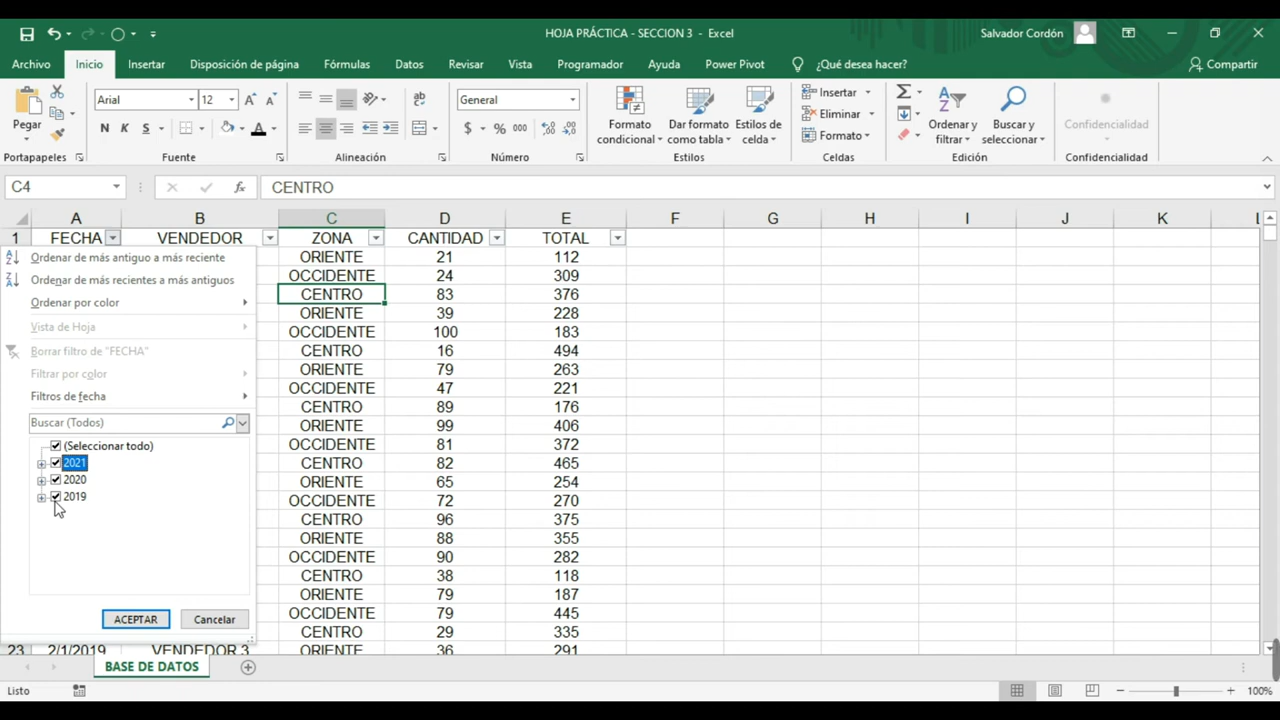 HOJA PRÁCTICA - SECCION 3 - Excel
Salvador Cordón
Archivo Inicio Insertar Disposición de página Fórmulas Datos Revisar Vista Programador Ayuda Power Pivot ¿Qué desea hacer? Compartir
Pegar
Portapapeles
Arial 12
N K S
Fuente
Alineación
General
$ % 000
Número
Formato condicional
Dar formato como tabla
Estilos de celda
Estilos
Insertar
Eliminar
Formato
Celdas
Ordenar y filtrar
Buscar y seleccionar
Edición
Confidencialidad
Confidencialidad
C4 fx CENTRO
A B C D E F G H I J K L
1 FECHA VENDEDOR ZONA CANTIDAD TOTAL
ORIENTE 21 112
OCCIDENTE 24 309
CENTRO 83 376
ORIENTE 39 228
OCCIDENTE 100 183
CENTRO 16 494
ORIENTE 79 263
OCCIDENTE 47 221
CENTRO 89 176
ORIENTE 99 406
OCCIDENTE 81 372
CENTRO 82 465
ORIENTE 65 254
OCCIDENTE 72 270
CENTRO 96 375
ORIENTE 88 355
OCCIDENTE 90 282
CENTRO 38 118
ORIENTE 79 187
OCCIDENTE 79 445
CENTRO 29 335
23 2/1/2019 VENDEDOR 3 ORIENTE 36 291
Ordenar de más antiguo a más reciente
Ordenar de más recientes a más antiguos
Ordenar por color
Vista de Hoja
Borrar filtro de "FECHA"
Filtrar por color
Filtros de fecha
Buscar (Todos)
(Seleccionar todo)
2021
2020
2019
ACEPTAR Cancelar
BASE DE DATOS
Listo
100%